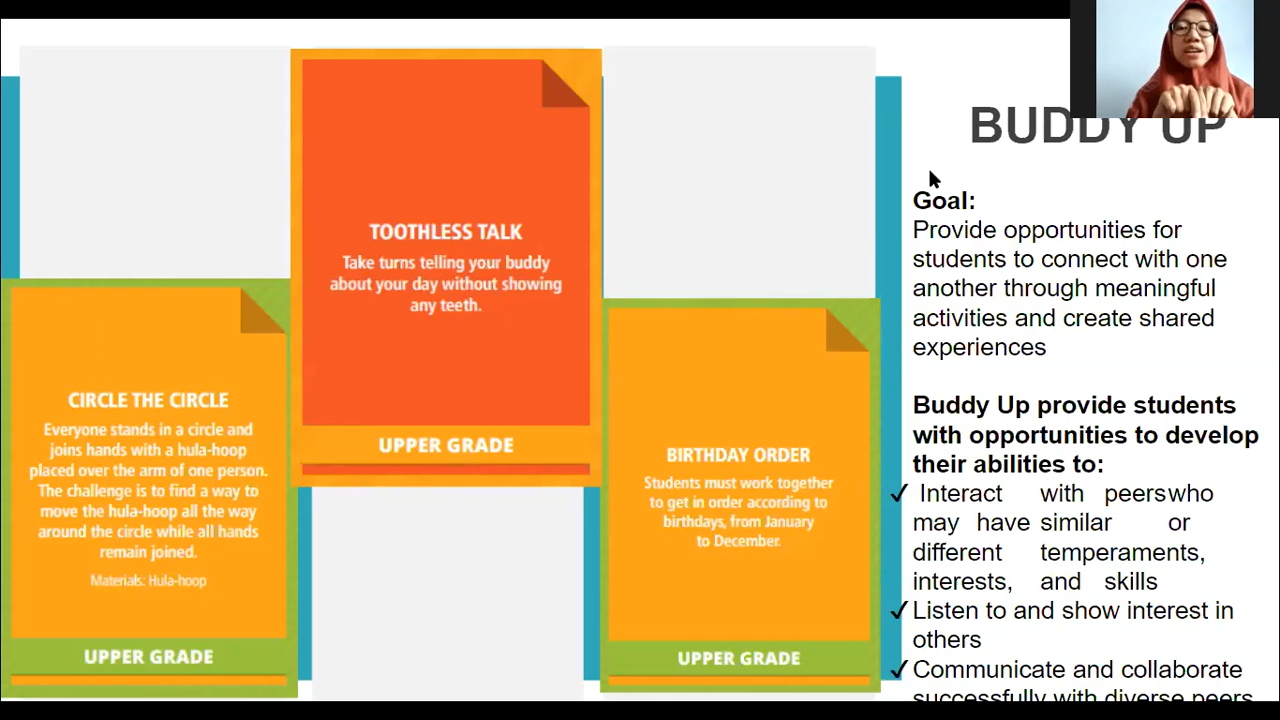 TOOTHLESS TALK
Take turns telling your buddy
about your day without showing
any teeth.
UPPER GRADE
CIRCLE THE CIRCLE
Everyone stands in a circle and
joins hands with a hula-hoop
placed over the arm of one person.
The challenge is to find a way to
move the hula-hoop all the way
around the circle while all hands
remain joined.
Materials: Hula-hoop
UPPER GRADE
BIRTHDAY ORDER
Students must work together
to get in order according to
birthdays, from January
to December.
UPPER GRADE
BUDDY UP
Goal:
Provide opportunities for
students to connect with one
another through meaningful
activities and create shared
experiences
Buddy Up provide students
with opportunities to develop
their abilities to:
✓ Interact with peers who
may have similar or
different temperaments,
interests, and skills
✓ Listen to and show interest in
others
✓ Communicate and collaborate
successfully with diverse peers